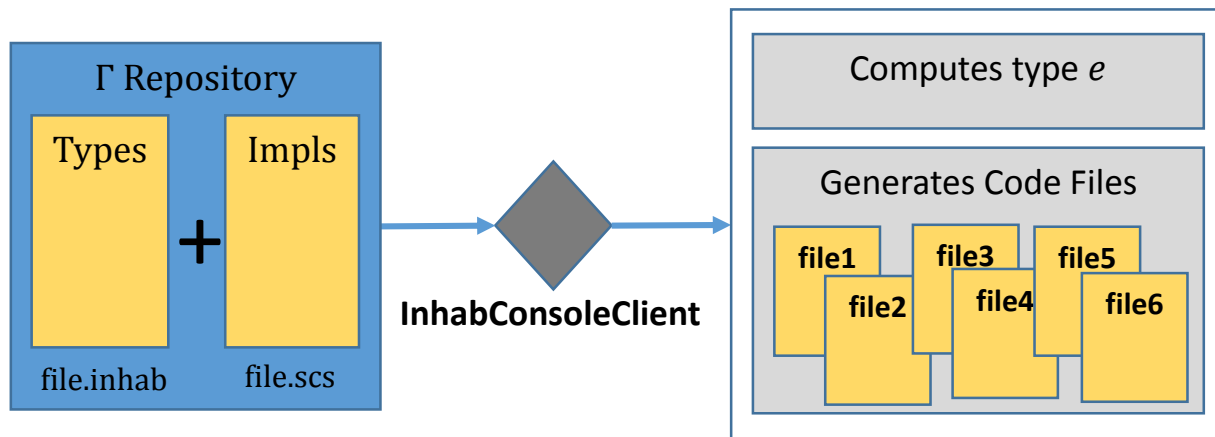 Γ Repository
Types
+
Impls
file.inhab
file.scs
InhabConsoleClient
Computes type e
Generates Code Files
file1
file2
file3
file4
file5
file6